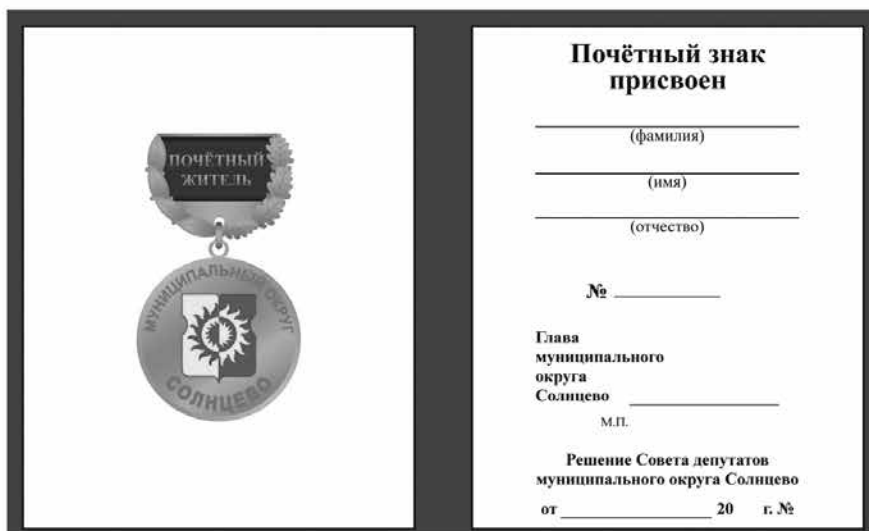 ПОЧЁТНЫЙ
ЖИТЕЛЬ
МУНИЦИПАЛЬНЫЙ ОКРУГ
СОЛНЦЕВО
Почётный знак
присвоен
(фамилия)
(имя)
(отчество)
№
Глава
муниципального
округа
Солнцево
М.П.
Решение Совета депутатов
муниципального округа Солнцево
от 20 г. №